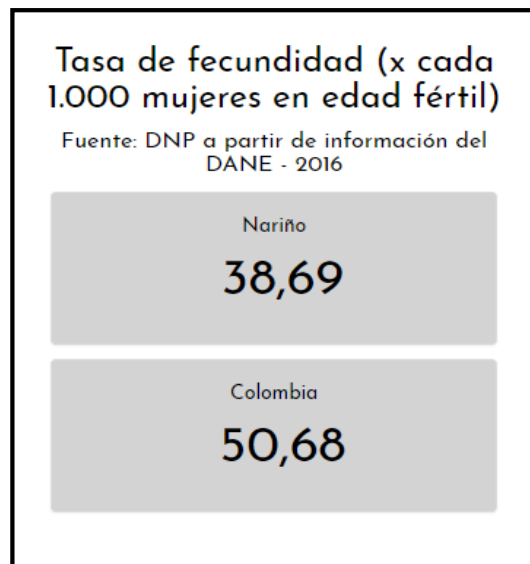 Tasa de fecundidad (x cada
1.000 mujeres en edad fértil)
Fuente: DNP a partir de información del
DANE - 2016
Nariño
38,69
Colombia
50,68